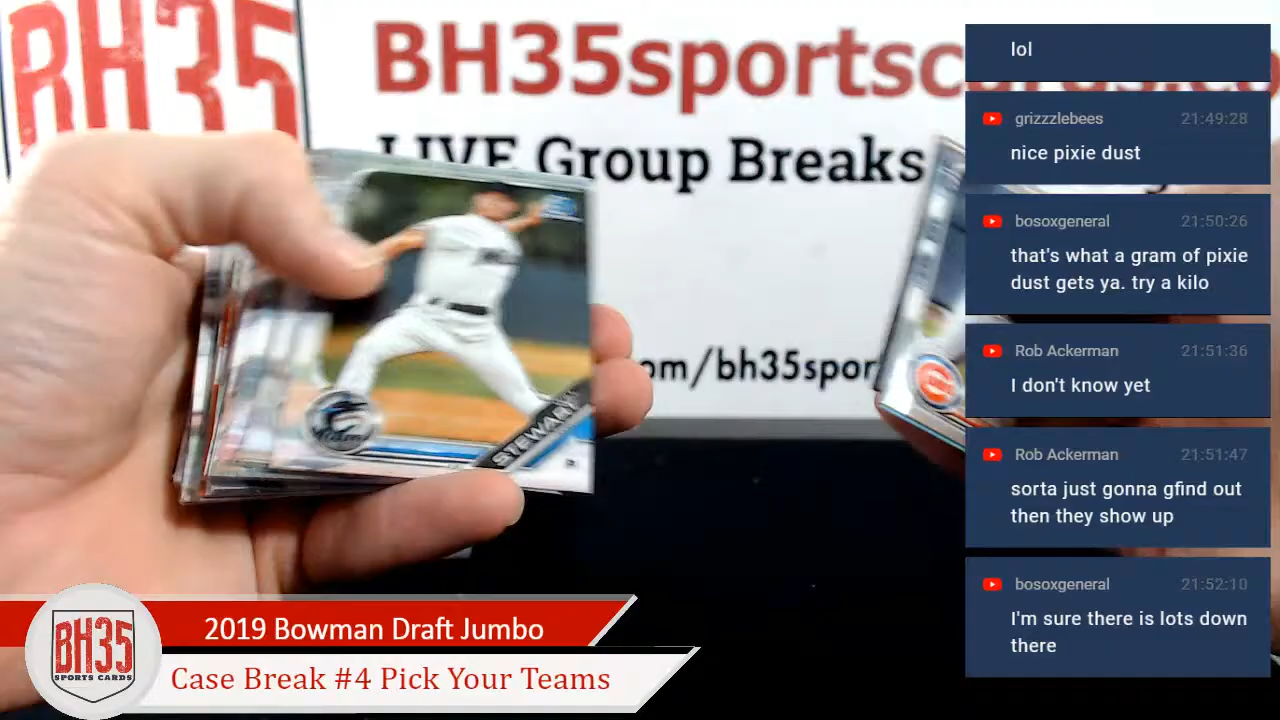 BH35
BH35sportsc
LIVE Group Breaks
om/bh35spor
STEWART
lol
grizzzlebees 21:49:28
nice pixie dust
bosoxgeneral 21:50:26
that's what a gram of pixie
dust gets ya. try a kilo
Rob Ackerman 21:51:36
I don't know yet
Rob Ackerman 21:51:47
sorta just gonna gfind out
then they show up
bosoxgeneral 21:52:10
I'm sure there is lots down
there
BH35
SPORTS CARDS
2019 Bowman Draft Jumbo
Case Break #4 Pick Your Teams